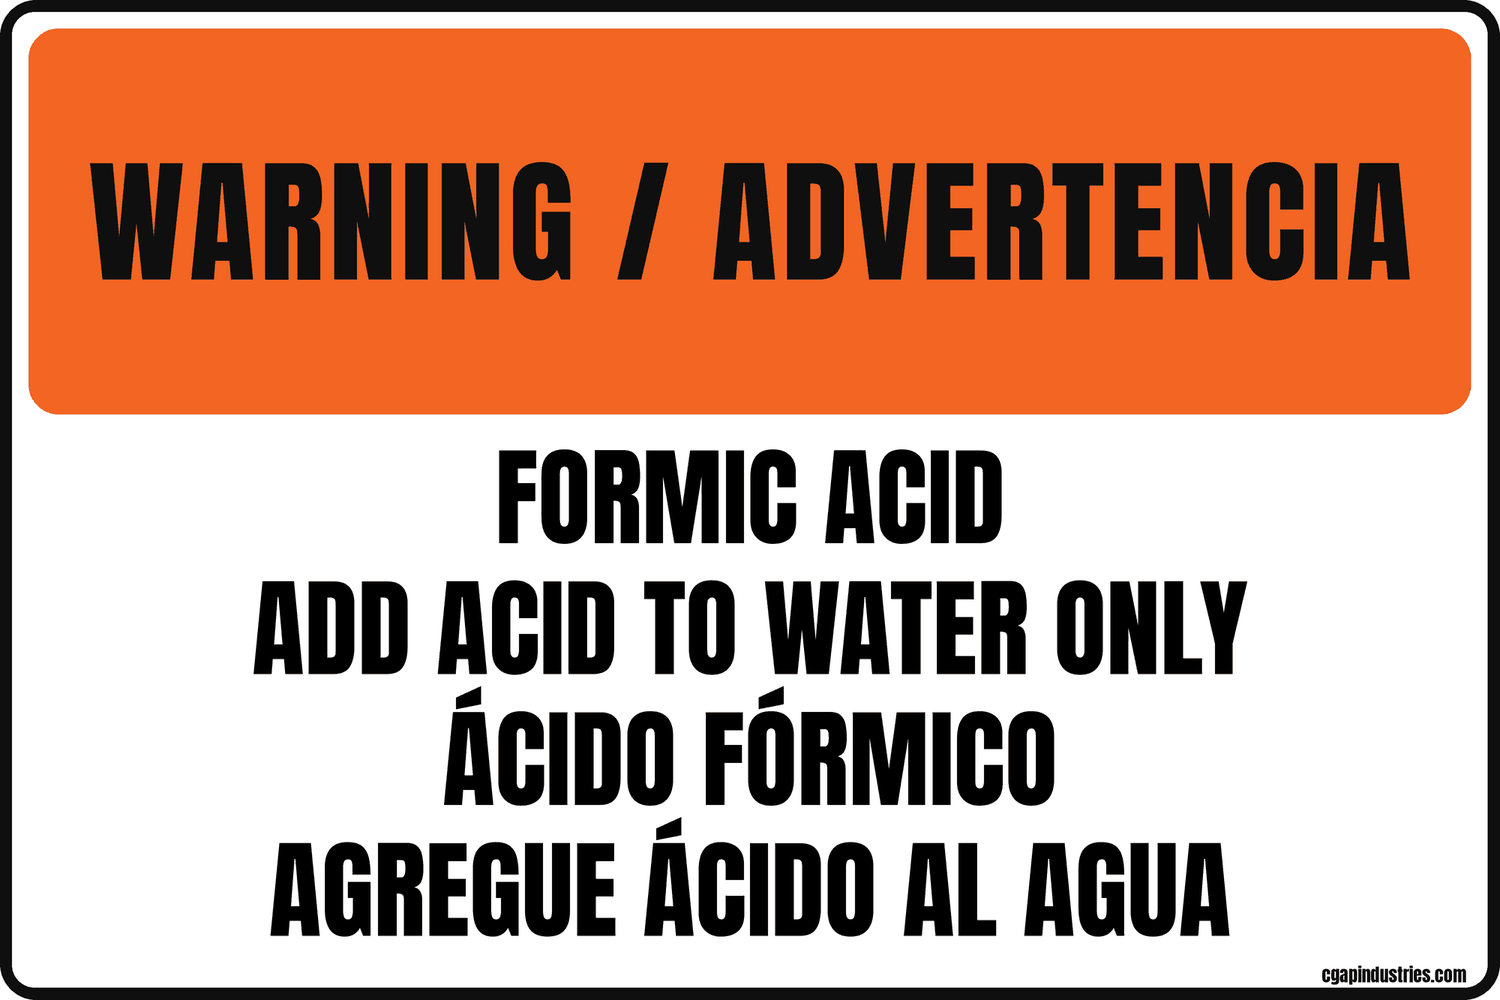 WARNING / ADVERTENCIA
FORMIC ACID
ADD ACID TO WATER ONLY
ÁCIDO FÓRMICO
AGREGUE ÁCIDO AL AGUA
cgapindustries.com